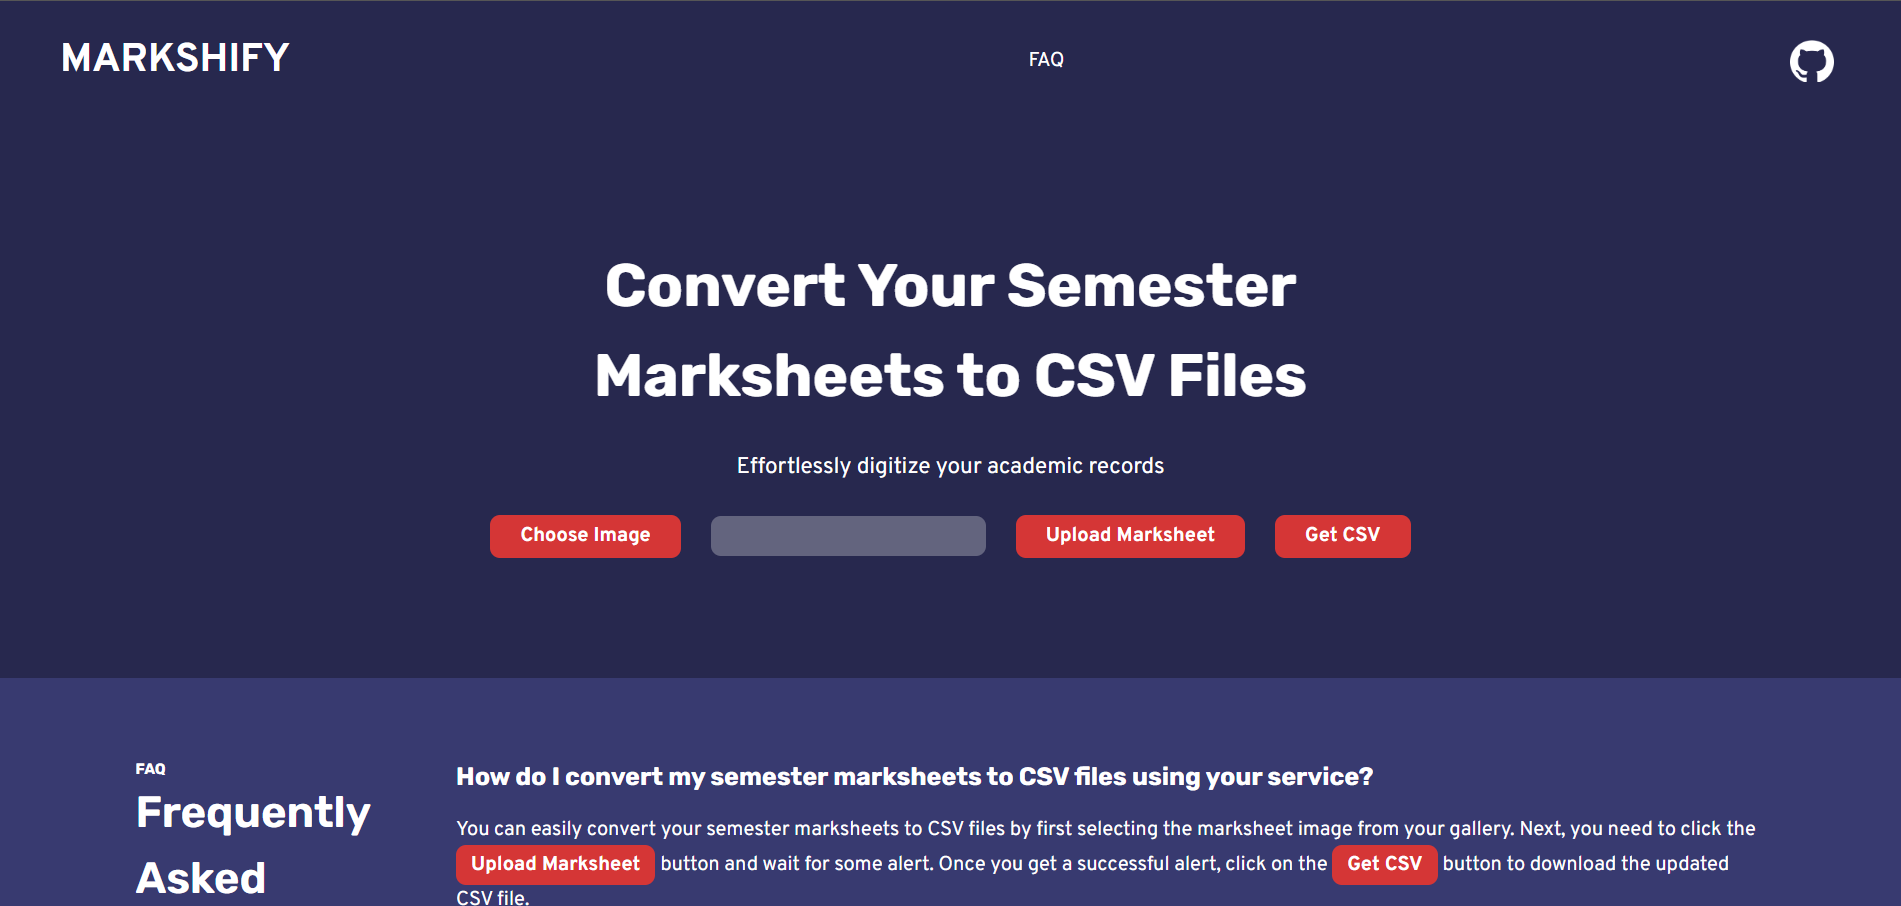 MARKSHIFY
FAQ
Convert Your Semester
Marksheets to CSV Files
Effortlessly digitize your academic records
Choose Image
Upload Marksheet
Get CSV
FAQ
Frequently
Asked
How do I convert my semester marksheets to CSV files using your service?
You can easily convert your semester marksheets to CSV files by first selecting the marksheet image from your gallery. Next, you need to click the
Upload Marksheet button and wait for some alert. Once you get a successful alert, click on the Get CSV button to download the updated
CSV file.